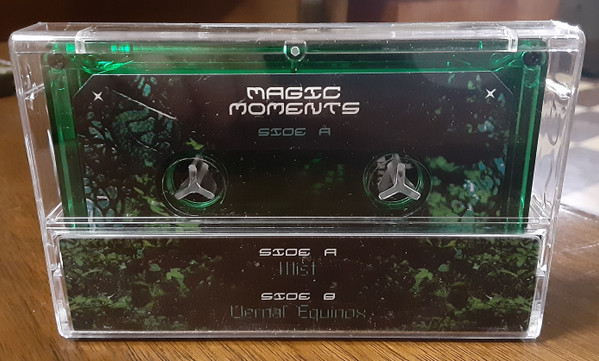 MAGIC
MOMENTS
SIDE A
SIDE A
Mist
SIDE B
Vernal Equinox